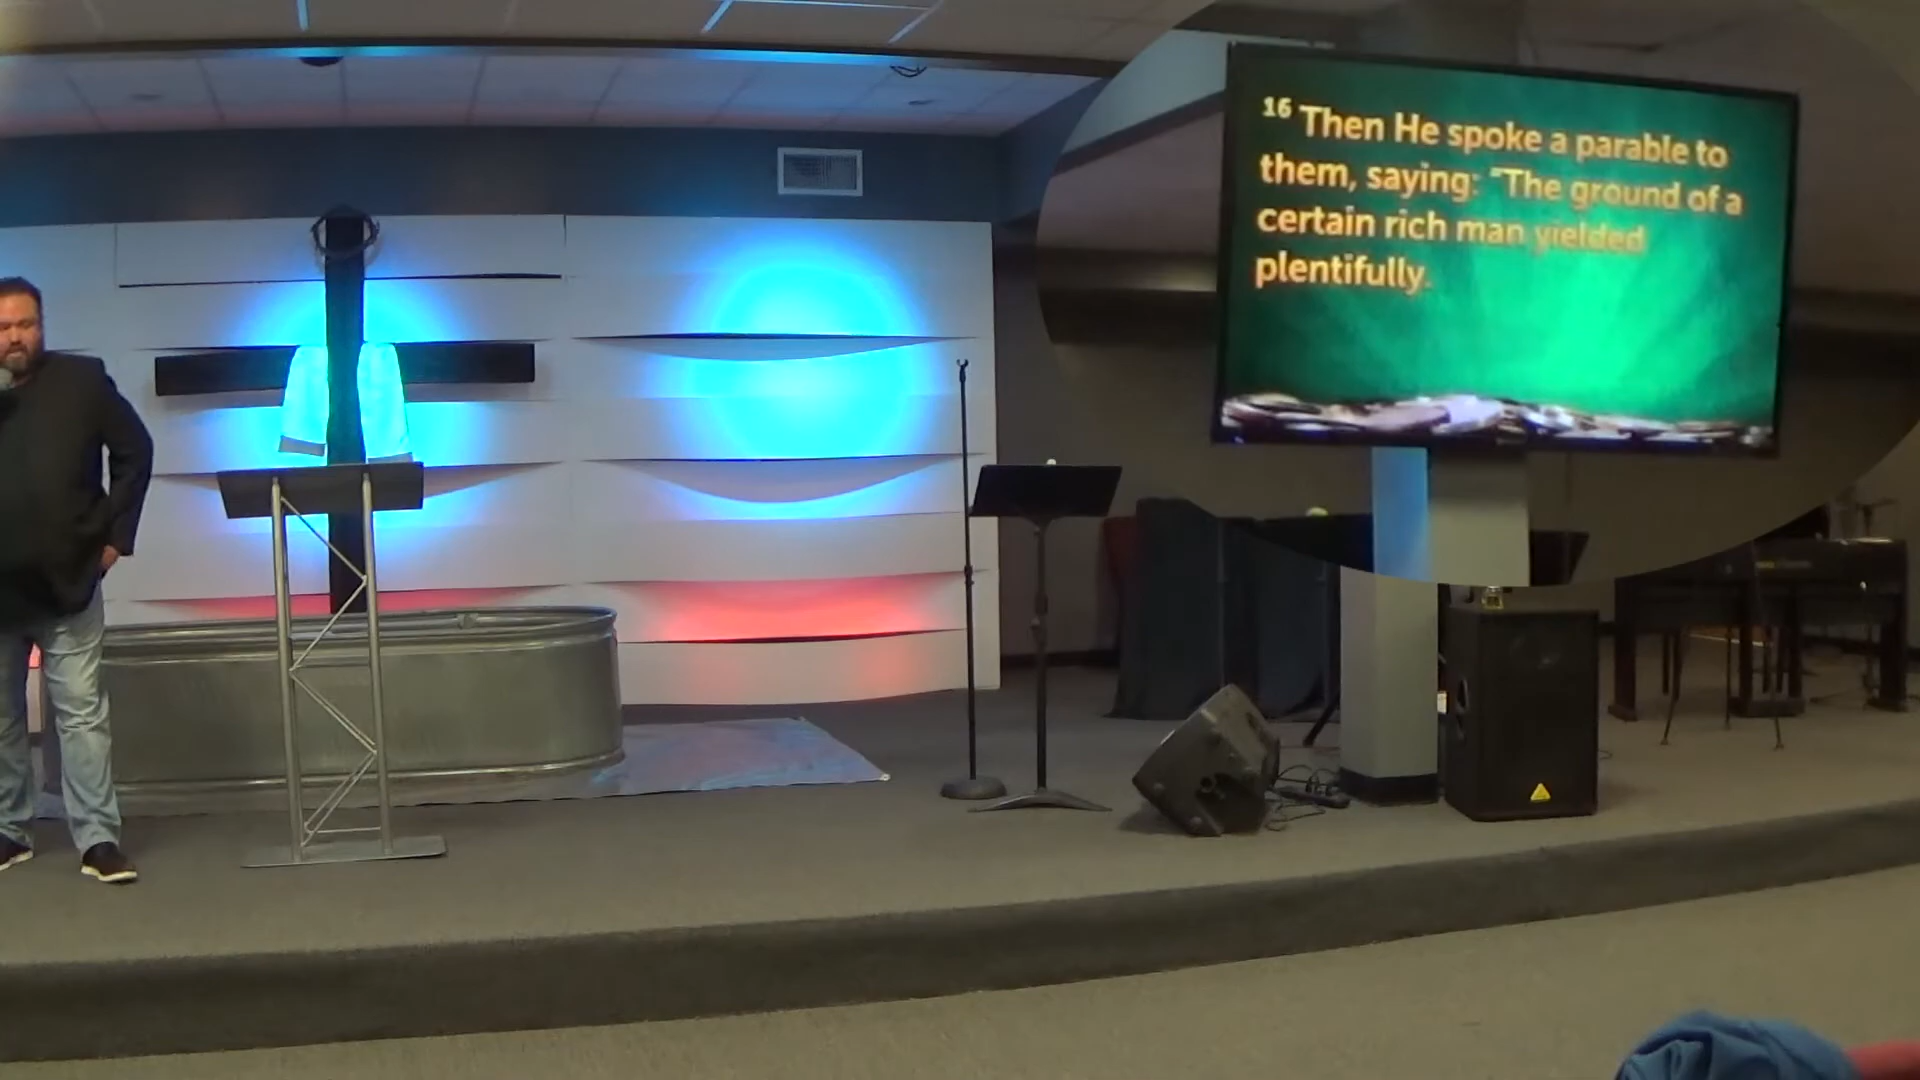 16 Then He spoke a parable to
them, saying: “The ground of a
certain rich man yielded
plentifully.